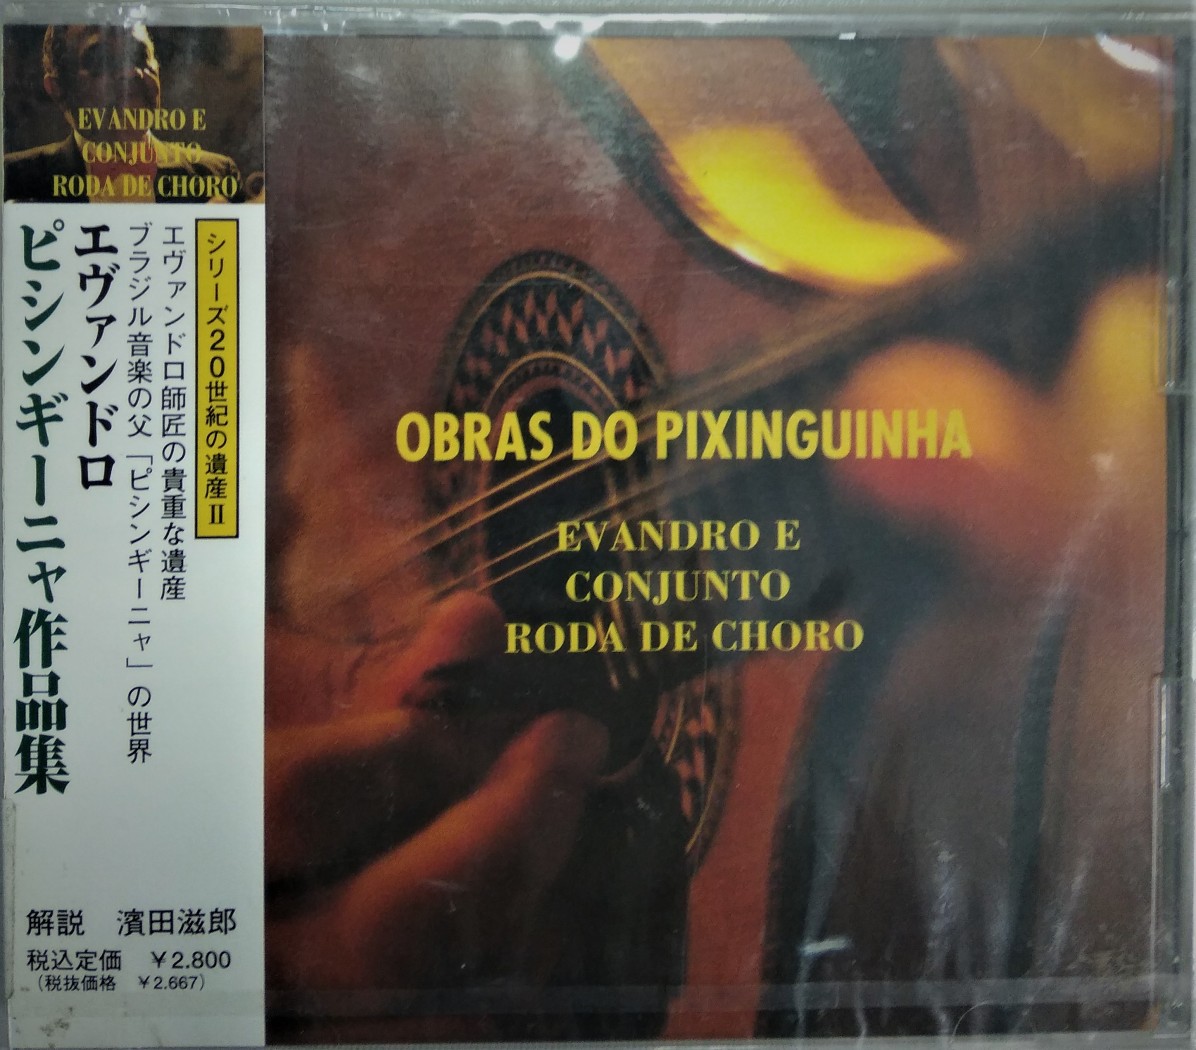 EVANDRO E
CONJUNTO
RODA DE CHORO
シリーズ20世紀の遺産II
エヴァンドロ師匠の貴重な遺産
ブラジル音楽の父「ピシンギーニャ」の世界
エヴァンドロ
ピシンギーニャ作品集
解説 濱田滋郎
税込定価 ¥2.800
(税抜価格 ¥2.667)
OBRAS DO PIXINGUINHA
EVANDRO E
CONJUNTO
RODA DE CHORO